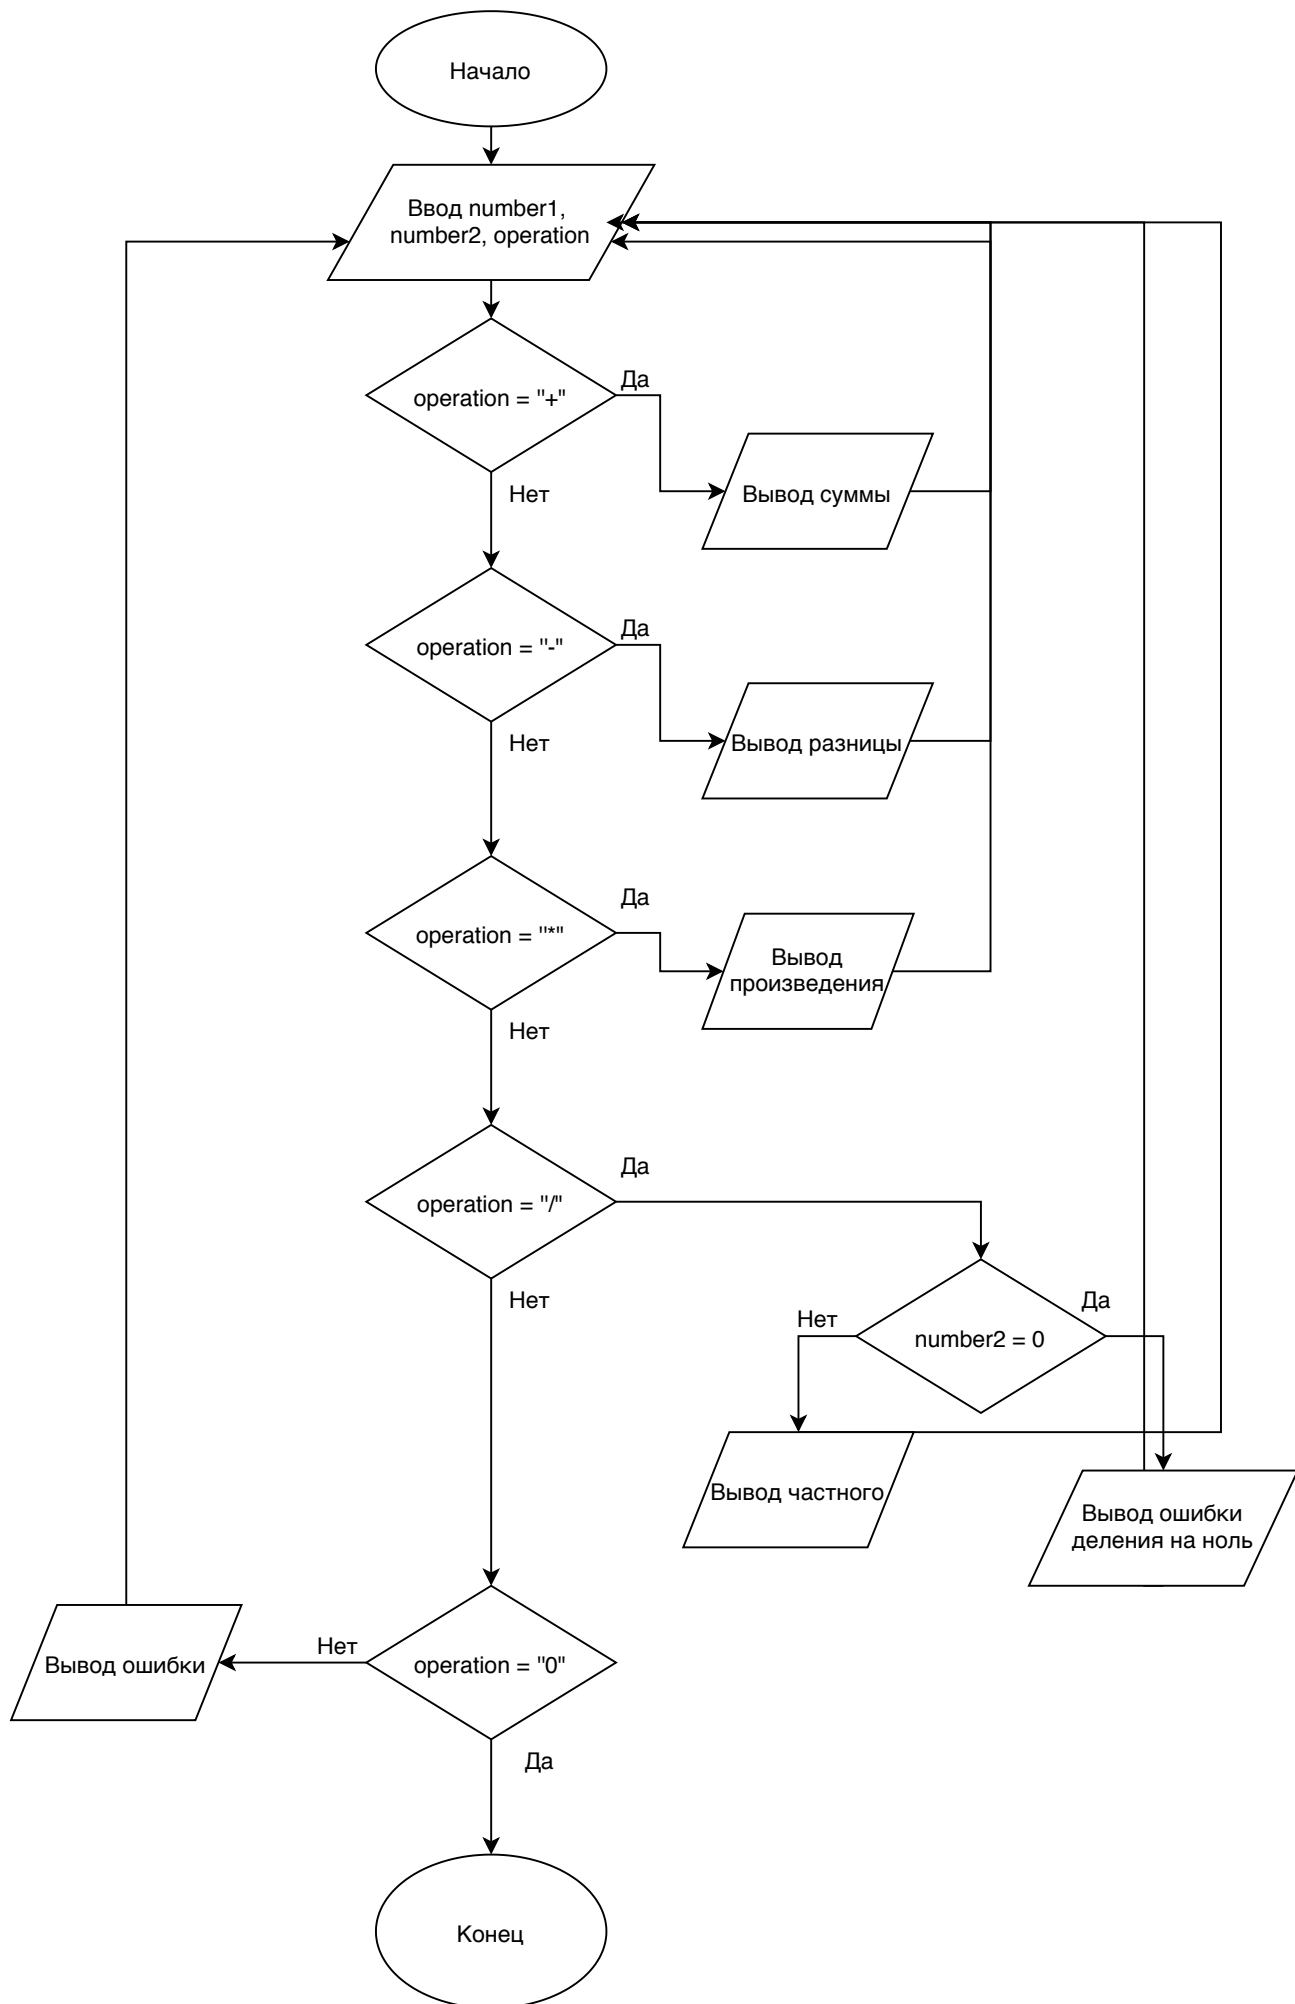 Начало
Ввод number1,
number2, operation
operation = "+"
Да
Нет
Вывод суммы
operation = "-"
Да
Нет
Вывод разницы
operation = "*"
Да
Нет
Вывод
произведения
operation = "/"
Да
Нет
number2 = 0
Нет
Да
Вывод частного
Вывод ошибки
деления на ноль
operation = "0"
Нет
Вывод ошибки
Да
Конец